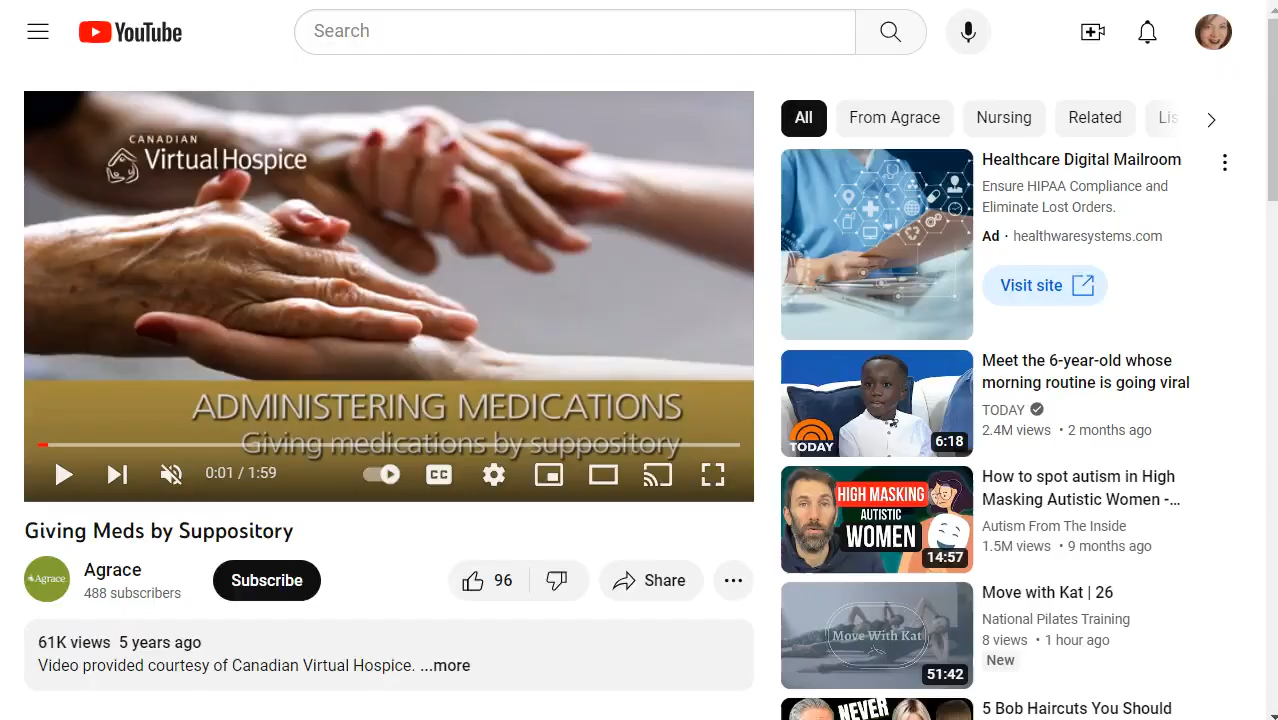 YouTube
Search
CANADIAN
Virtual Hospice
ADMINISTERING MEDICATIONS
Giving medications by suppository
0:01 / 1:59
CC
Giving Meds by Suppository
Agrace
Agrace
488 subscribers
Subscribe
96
Share
61K views 5 years ago
Video provided courtesy of Canadian Virtual Hospice. ...more
All
From Agrace
Nursing
Related
Healthcare Digital Mailroom
Ensure HIPAA Compliance and
Eliminate Lost Orders.
Ad · healthwaresystems.com
Visit site
TODAY
6:18
Meet the 6-year-old whose
morning routine is going viral
TODAY
2.4M views • 2 months ago
HIGH MASKING
AUTISTIC
WOMEN
14:57
How to spot autism in High
Masking Autistic Women -...
Autism From The Inside
1.5M views • 9 months ago
Move With Kat
51:42
Move with Kat | 26
National Pilates Training
8 views • 1 hour ago
New
NEVER
5 Bob Haircuts You Should